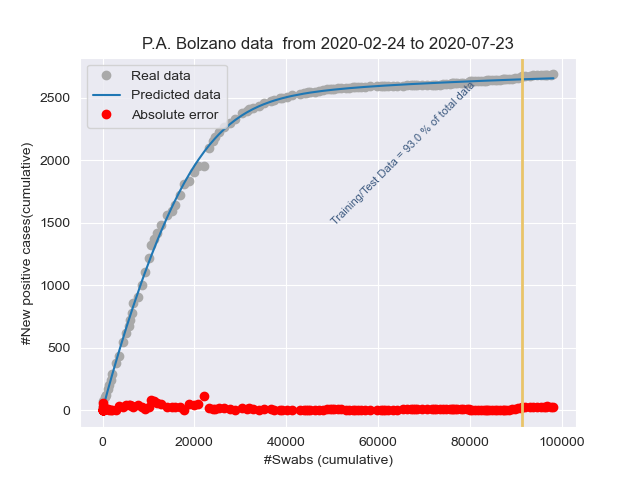 P.A. Bolzano data  from 2020-02-24 to 2020-07-23
Real data
Predicted data
Absolute error
Training/Test Data = 93.0 % of total data
#New positive cases(cumulative)
2500
2000
1500
1000
500
0
0
20000
40000
60000
80000
100000
#Swabs (cumulative)